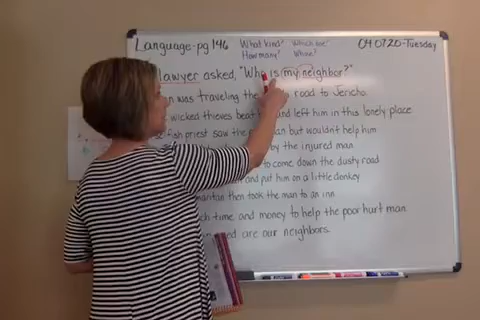 Language-pg 146
What kind? Which one?
How many? Whose?
04 07 20-Tuesday
lawyer asked, "Who is my neighbor?"
was traveling the road to Jericho.
wicked thieves beat and left him in this lonely place
fish priest saw the man but wouldn't help him
by the injured man
to come down the dusty road
and put him on a little donkey
then took the man to an inn
time and money to help the poor hurt man
are our neighbors.